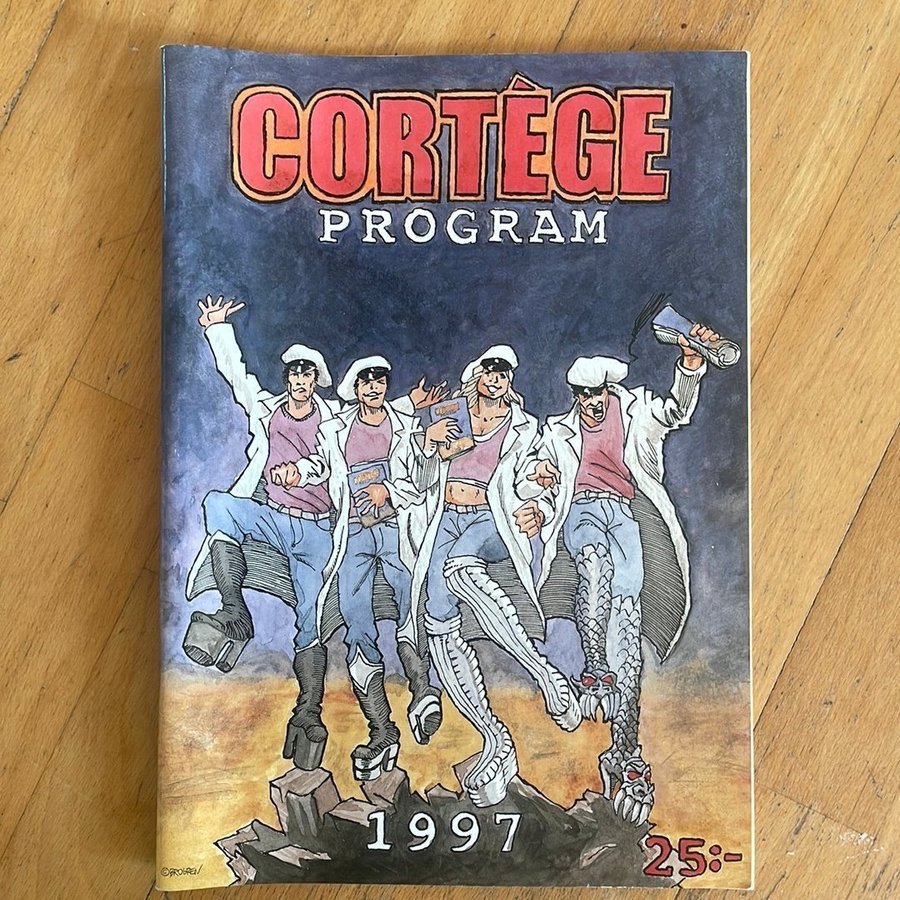 CORTÈGE
PROGRAM
1997
25:-